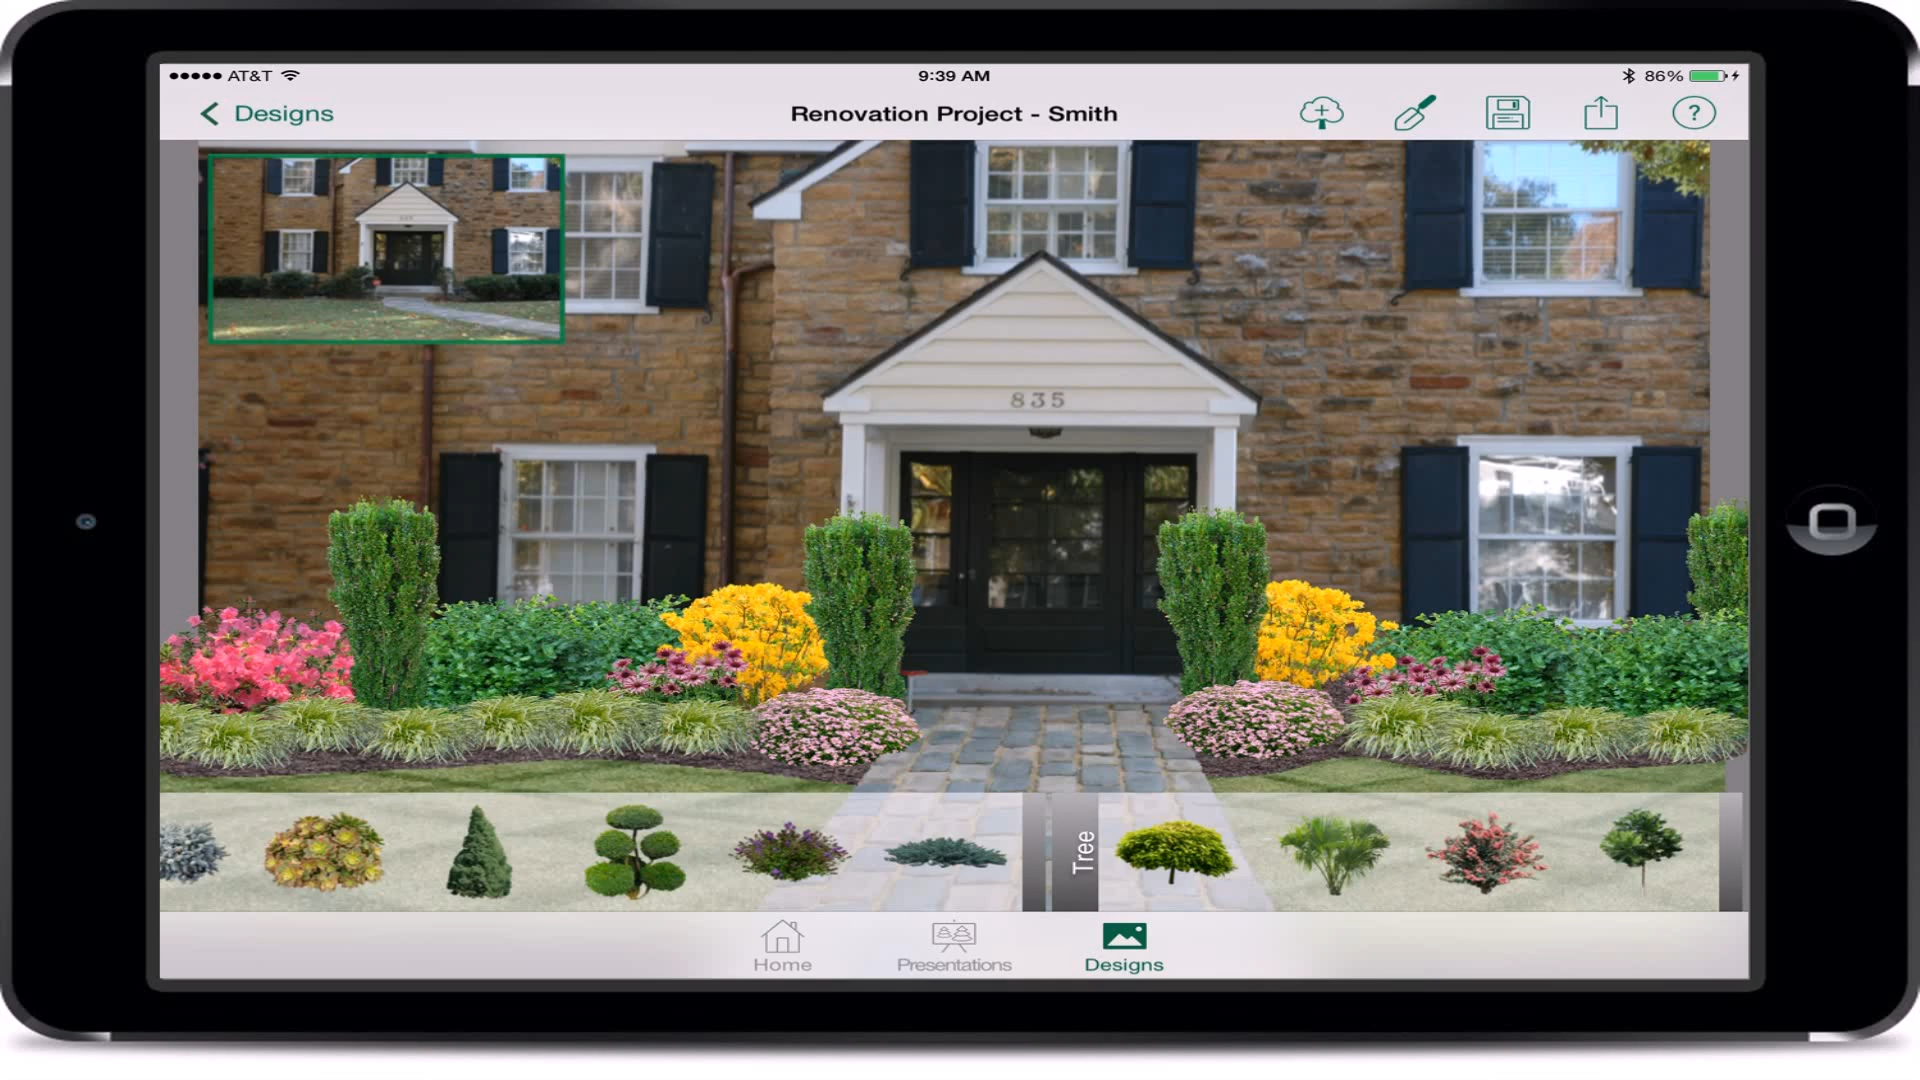 AT&T
9:39 AM
86%
Designs
Renovation Project - Smith
?
835
Tree
Home
Presentations
Designs